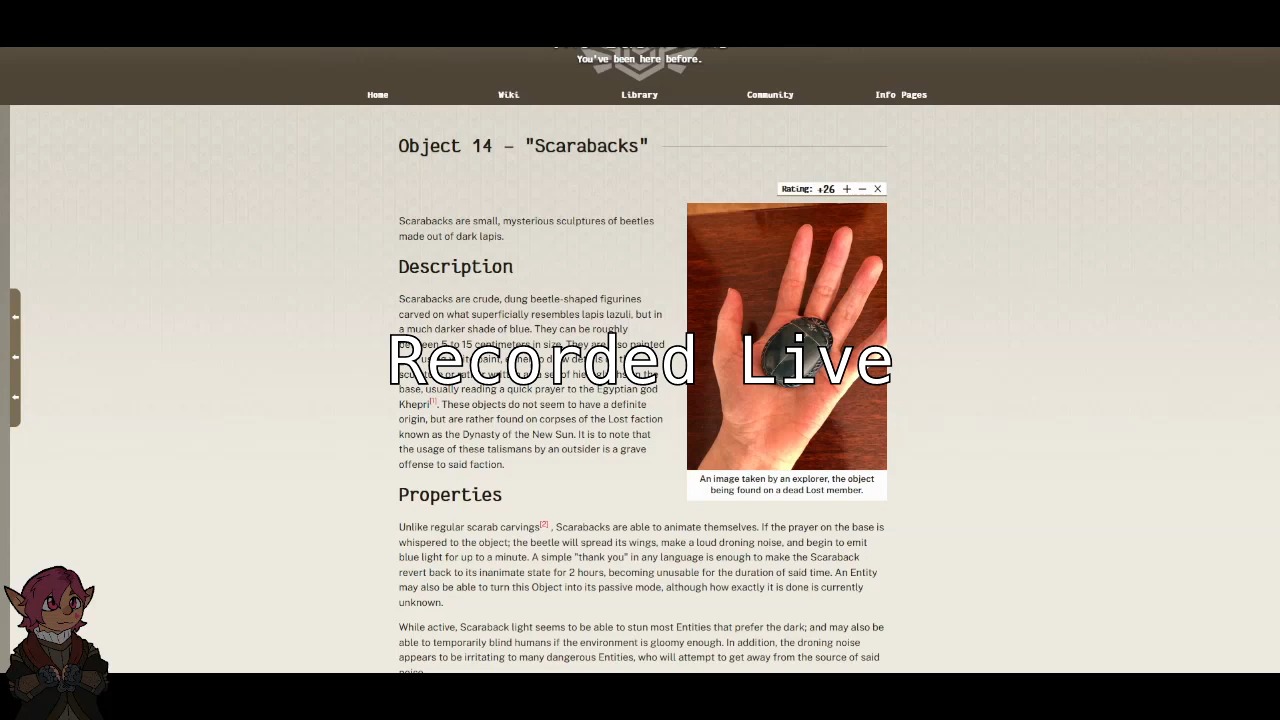 You've been here before.
Home Wiki Library Community Info Pages
Object 14 – "Scarabacks"
Rating: +26 + − ×
Scarabacks are small, mysterious sculptures of beetles
made out of dark lapis.
Description
Scarabacks are crude, dung beetle-shaped figurines
carved on what superficially resembles lapis lazuli, but in
a much darker shade of blue. They can be roughly
5 to 15 centimeters in size. They are also painted
Recorded Live
base, usually reading a quick prayer to the Egyptian god
Khepri[1]. These objects do not seem to have a definite
origin, but are rather found on corpses of the Lost faction
known as the Dynasty of the New Sun. It is to note that
the usage of these talismans by an outsider is a grave
offense to said faction.
An image taken by an explorer, the object
being found on a dead Lost member.
Properties
Unlike regular scarab carvings[2] , Scarabacks are able to animate themselves. If the prayer on the base is
whispered to the object; the beetle will spread its wings, make a loud droning noise, and begin to emit
blue light for up to a minute. A simple "thank you" in any language is enough to make the Scaraback
revert back to its inanimate state for 2 hours, becoming unusable for the duration of said time. An Entity
may also be able to turn this Object into its passive mode, although how exactly it is done is currently
unknown.
While active, Scaraback light seems to be able to stun most Entities that prefer the dark; and may also be
able to temporarily blind humans if the environment is gloomy enough. In addition, the droning noise
appears to be irritating to many dangerous Entities, who will attempt to get away from the source of said